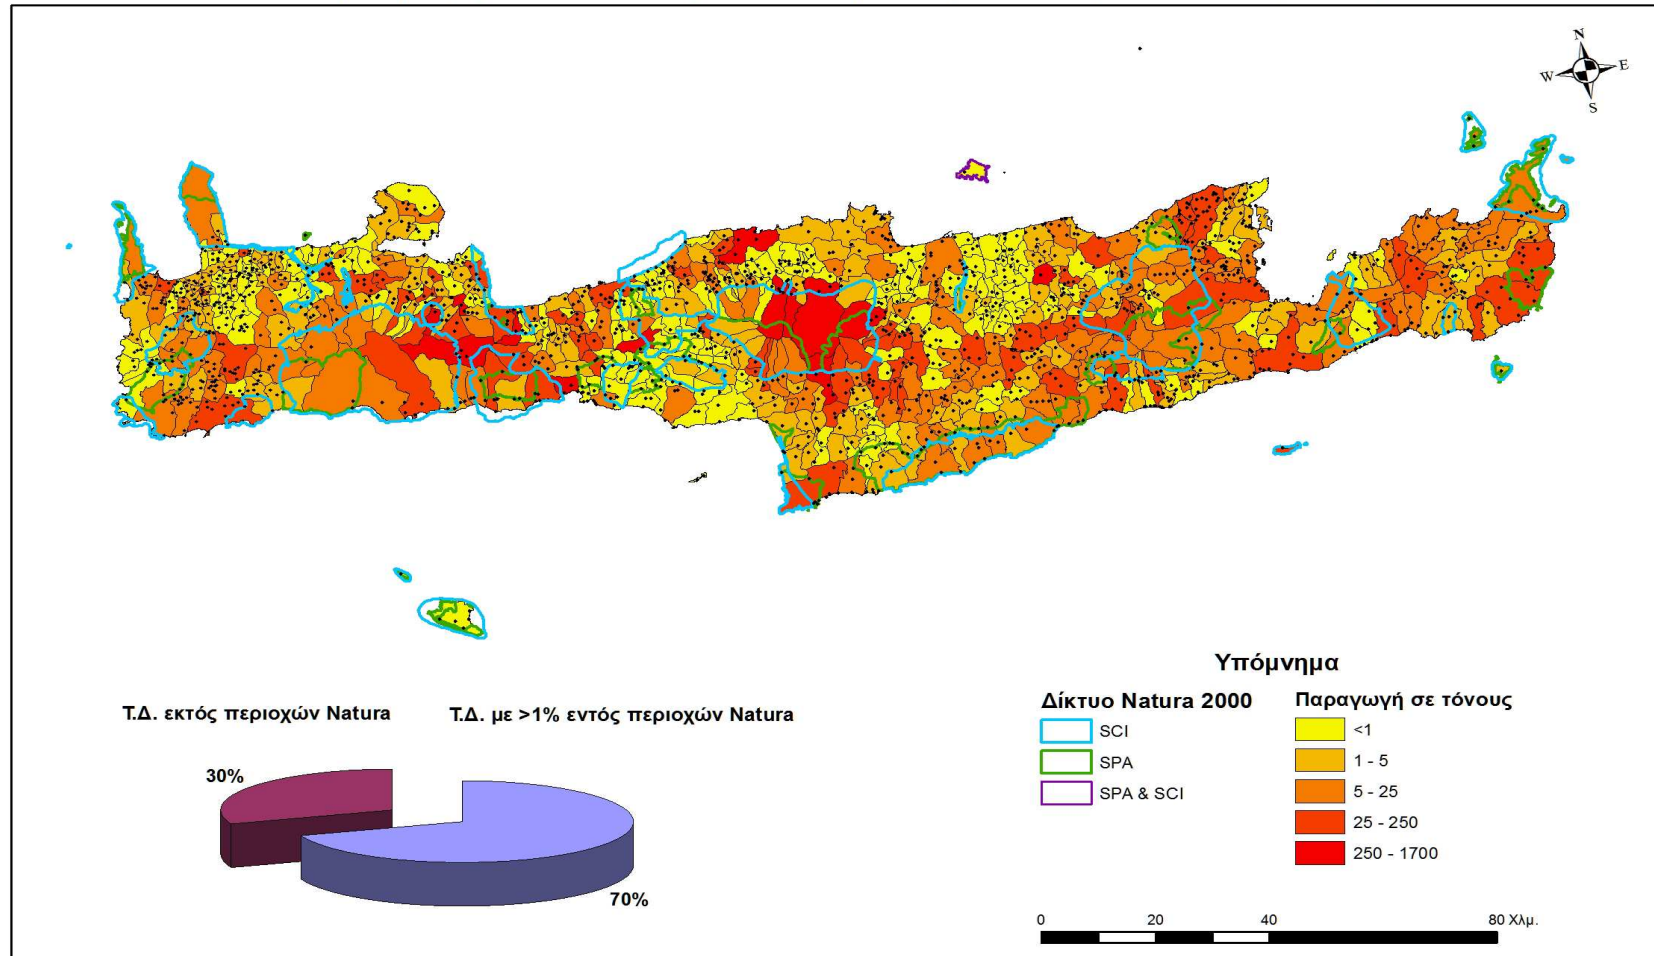 N
W
E
S
Υπόμνημα
Δίκτυο Natura 2000
SCI
SPA
SPA & SCI
Παραγωγή σε τόνους
<1
1 - 5
5 - 25
25 - 250
250 - 1700
Τ.Δ. εκτός περιοχών Natura
Τ.Δ. με >1% εντός περιοχών Natura
30%
70%
0 20 40 80 Χλμ.